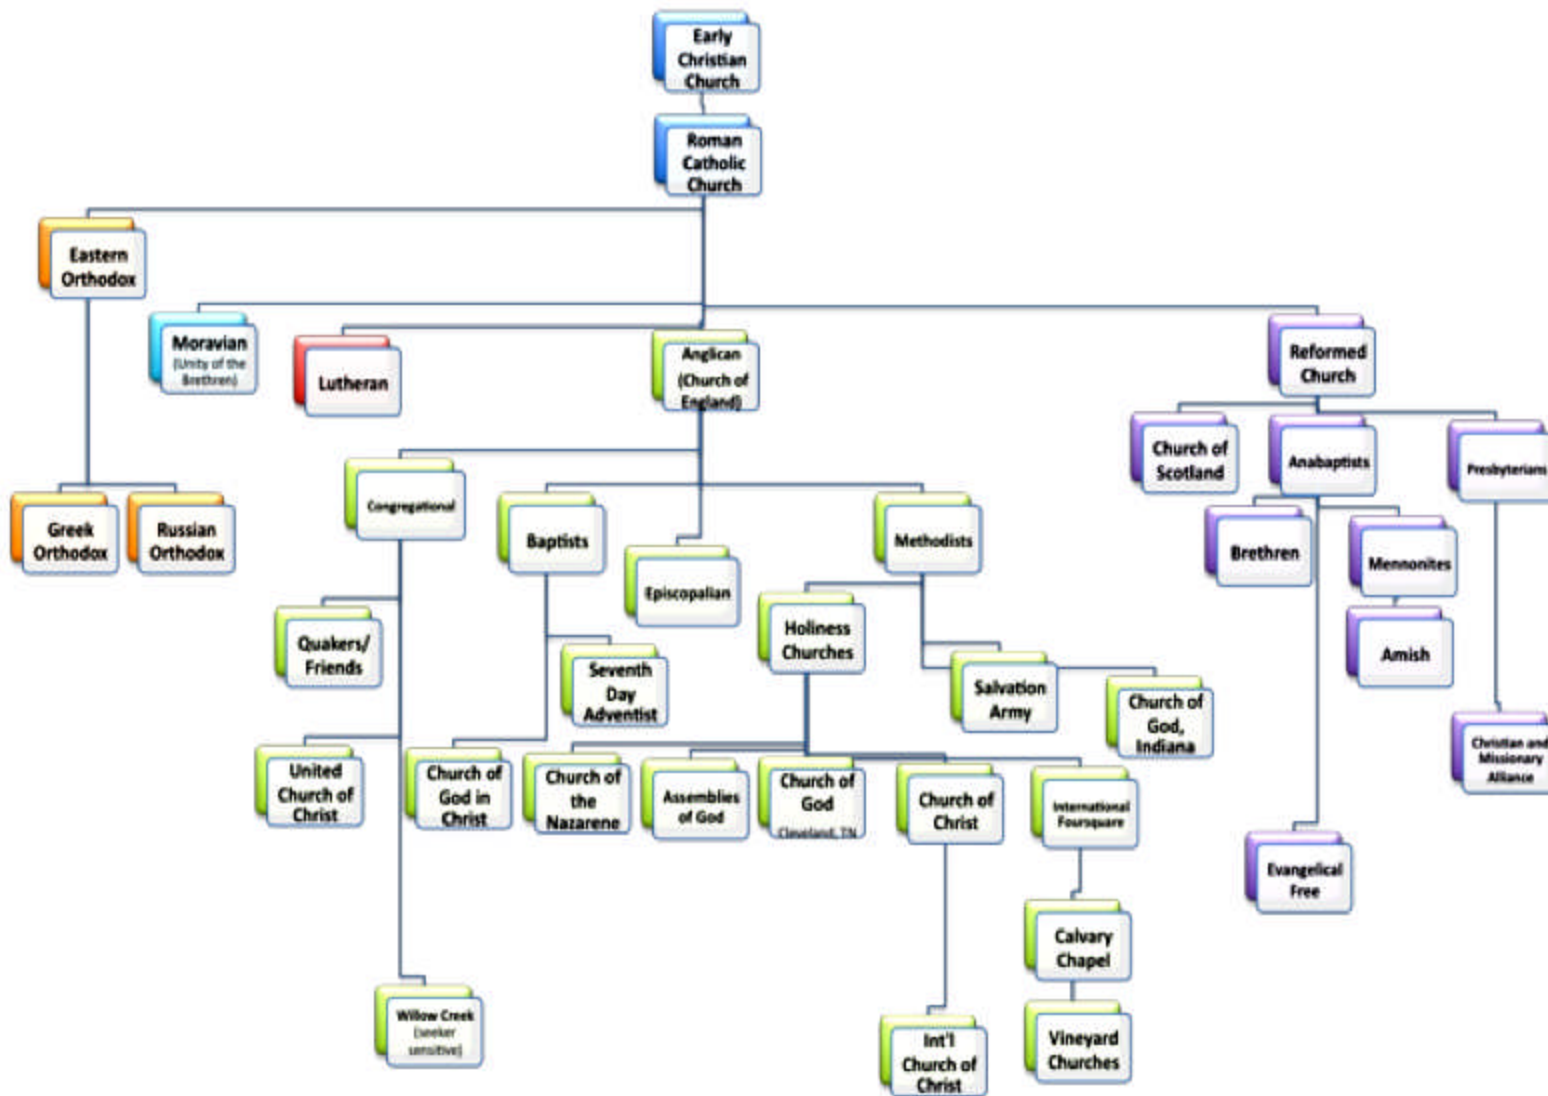 Early
Christian
Church
Roman
Catholic
Church
Eastern
Orthodox
Moravian
(Unity of the
Brethren)
Lutheran
Anglican
(Church of
England)
Reformed
Church
Church of
Scotland
Anabaptists
Presbyterians
Greek
Orthodox
Russian
Orthodox
Congregational
Baptists
Episcopalian
Methodists
Brethren
Mennonites
Amish
Quakers/
Friends
Seventh
Day
Adventist
Holiness
Churches
Salvation
Army
Church of
God,
Indiana
United
Church of
Christ
Church of
God in
Christ
Church of
the
Nazarene
Assemblies
of God
Church of
God
Cleveland, TN
Church of
Christ
International
Foursquare
Christian and
Missionary
Alliance
Evangelical
Free
Calvary
Chapel
Willow Creek
(seeker
sensitive)
Int'l
Church of
Christ
Vineyard
Churches